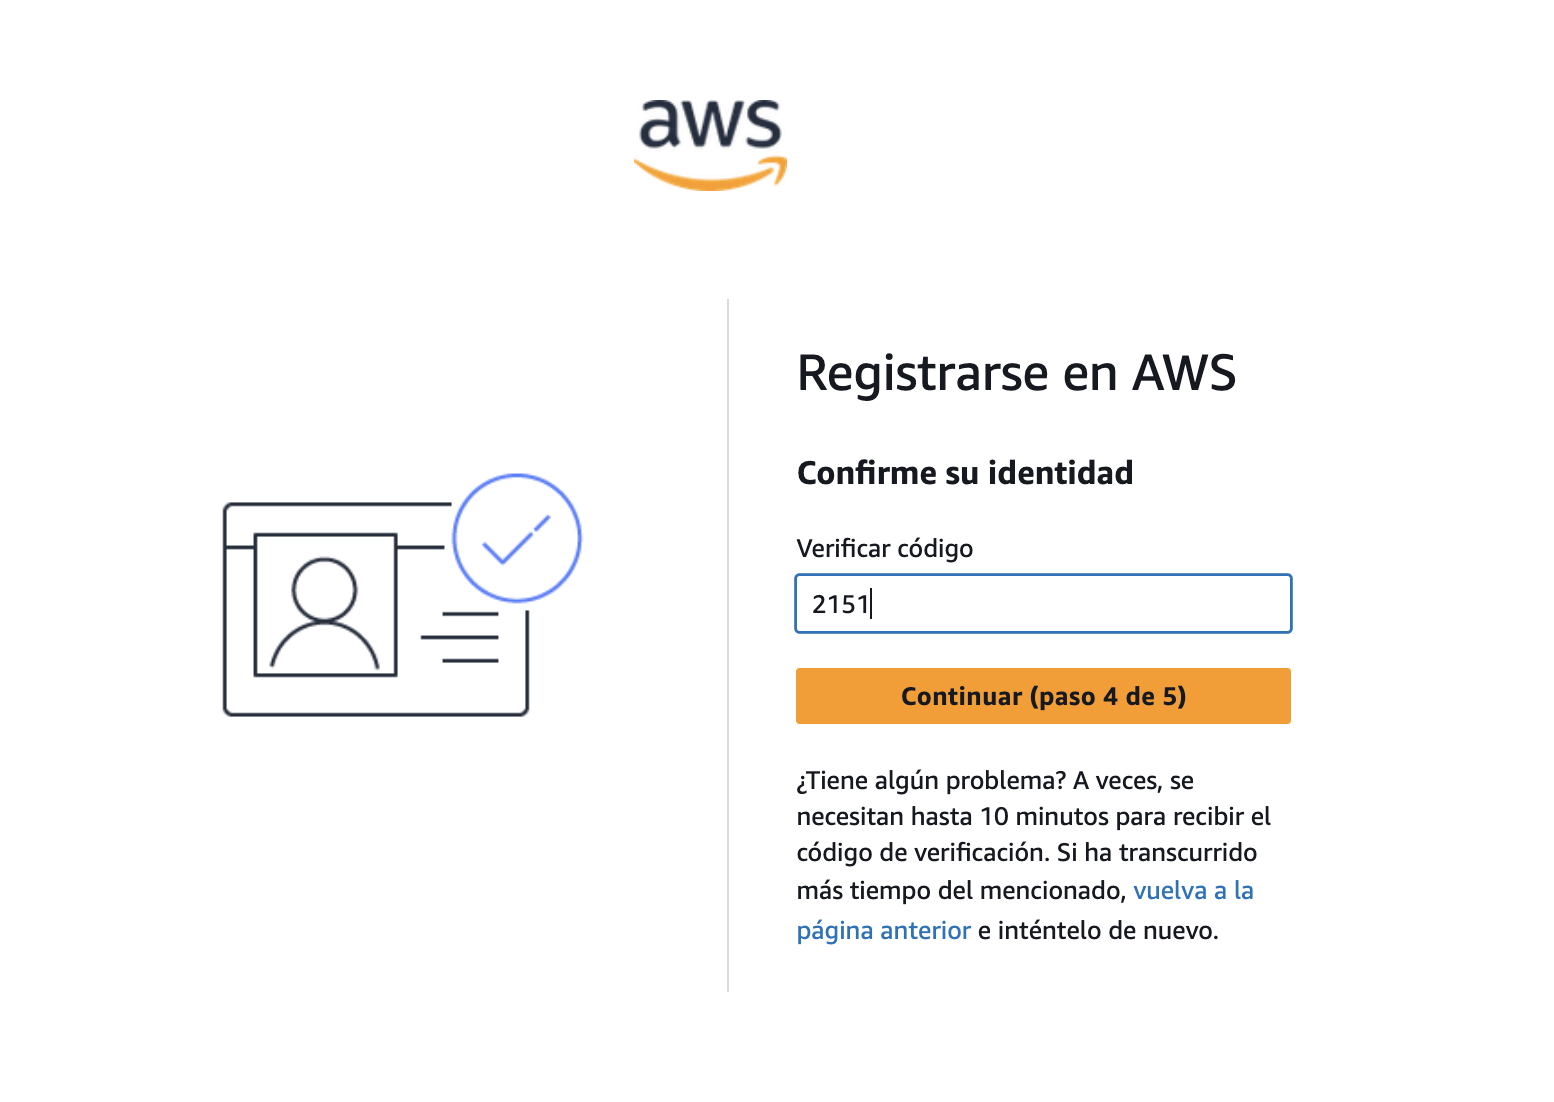 aws
Registrarse en AWS
Confirme su identidad
Verificar código
2151
Continuar (paso 4 de 5)
¿Tiene algún problema? A veces, se
necesitan hasta 10 minutos para recibir el
código de verificación. Si ha transcurrido
más tiempo del mencionado, vuelva a la
página anterior e inténtelo de nuevo.